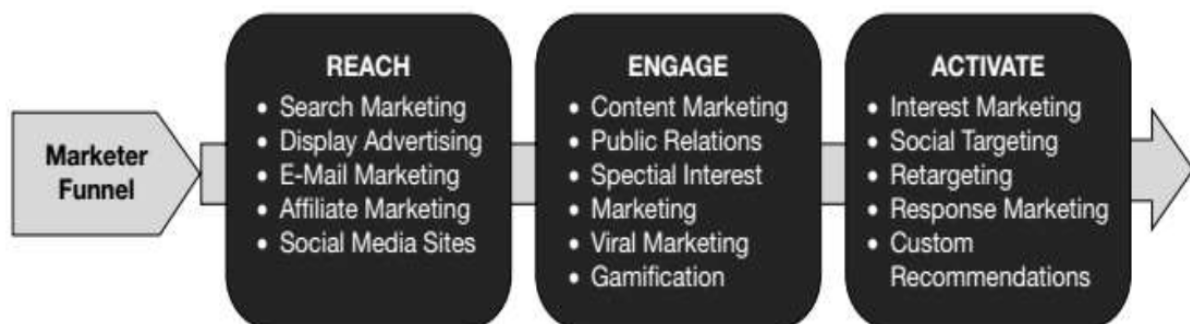 Marketer
Funnel
REACH
• Search Marketing
• Display Advertising
• E-Mail Marketing
• Affiliate Marketing
• Social Media Sites
ENGAGE
• Content Marketing
• Public Relations
• Spectial Interest
• Marketing
• Viral Marketing
• Gamification
ACTIVATE
• Interest Marketing
• Social Targeting
• Retargeting
• Response Marketing
• Custom
Recommendations